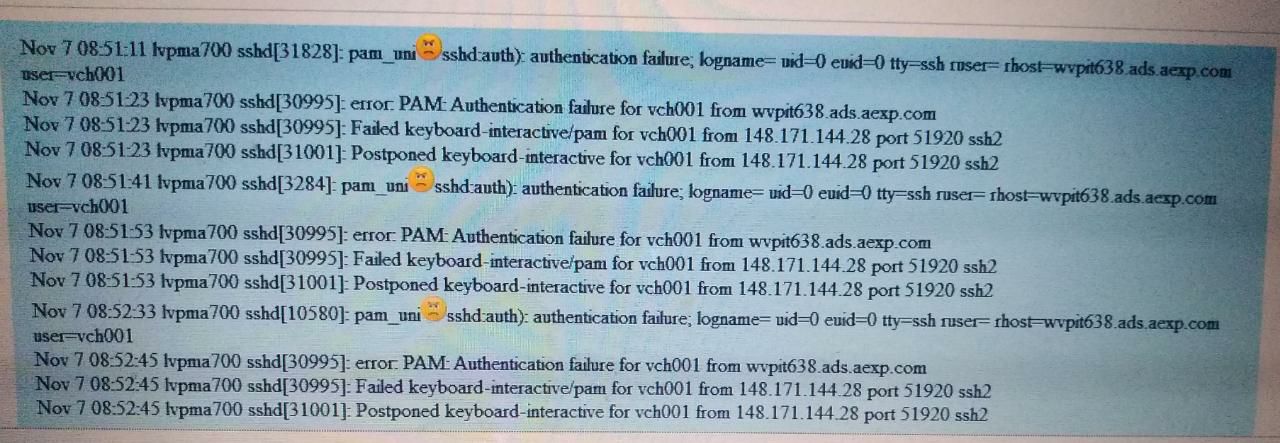 Nov 7 08:51:11 lvpma700 sshd[31828]: pam_uni😠sshd:auth): authentication failure; logname= uid=0 euid=0 tty=ssh ruser= rhost=wvpit638.ads.aexp.com
user=vch001
Nov 7 08:51:23 lvpma700 sshd[30995]: error: PAM: Authentication failure for vch001 from wvpit638.ads.aexp.com
Nov 7 08:51:23 lvpma700 sshd[30995]: Failed keyboard-interactive/pam for vch001 from 148.171.144.28 port 51920 ssh2
Nov 7 08:51:23 lvpma700 sshd[31001]: Postponed keyboard-interactive for vch001 from 148.171.144.28 port 51920 ssh2
Nov 7 08:51:41 lvpma700 sshd[3284]: pam_uni😠sshd:auth): authentication failure; logname= uid=0 euid=0 tty=ssh ruser= rhost=wvpit638.ads.aexp.com
user=vch001
Nov 7 08:51:53 lvpma700 sshd[30995]: error: PAM: Authentication failure for vch001 from wvpit638.ads.aexp.com
Nov 7 08:51:53 lvpma700 sshd[30995]: Failed keyboard-interactive/pam for vch001 from 148.171.144.28 port 51920 ssh2
Nov 7 08:51:53 lvpma700 sshd[31001]: Postponed keyboard-interactive for vch001 from 148.171.144.28 port 51920 ssh2
Nov 7 08:52:33 lvpma700 sshd[10580]: pam_uni😠sshd:auth): authentication failure; logname= uid=0 euid=0 tty=ssh ruser= rhost=wvpit638.ads.aexp.com
user=vch001
Nov 7 08:52:45 lvpma700 sshd[30995]: error: PAM: Authentication failure for vch001 from wvpit638.ads.aexp.com
Nov 7 08:52:45 lvpma700 sshd[30995]: Failed keyboard-interactive/pam for vch001 from 148.171.144.28 port 51920 ssh2
Nov 7 08:52:45 lvpma700 sshd[31001]: Postponed keyboard-interactive for vch001 from 148.171.144.28 port 51920 ssh2